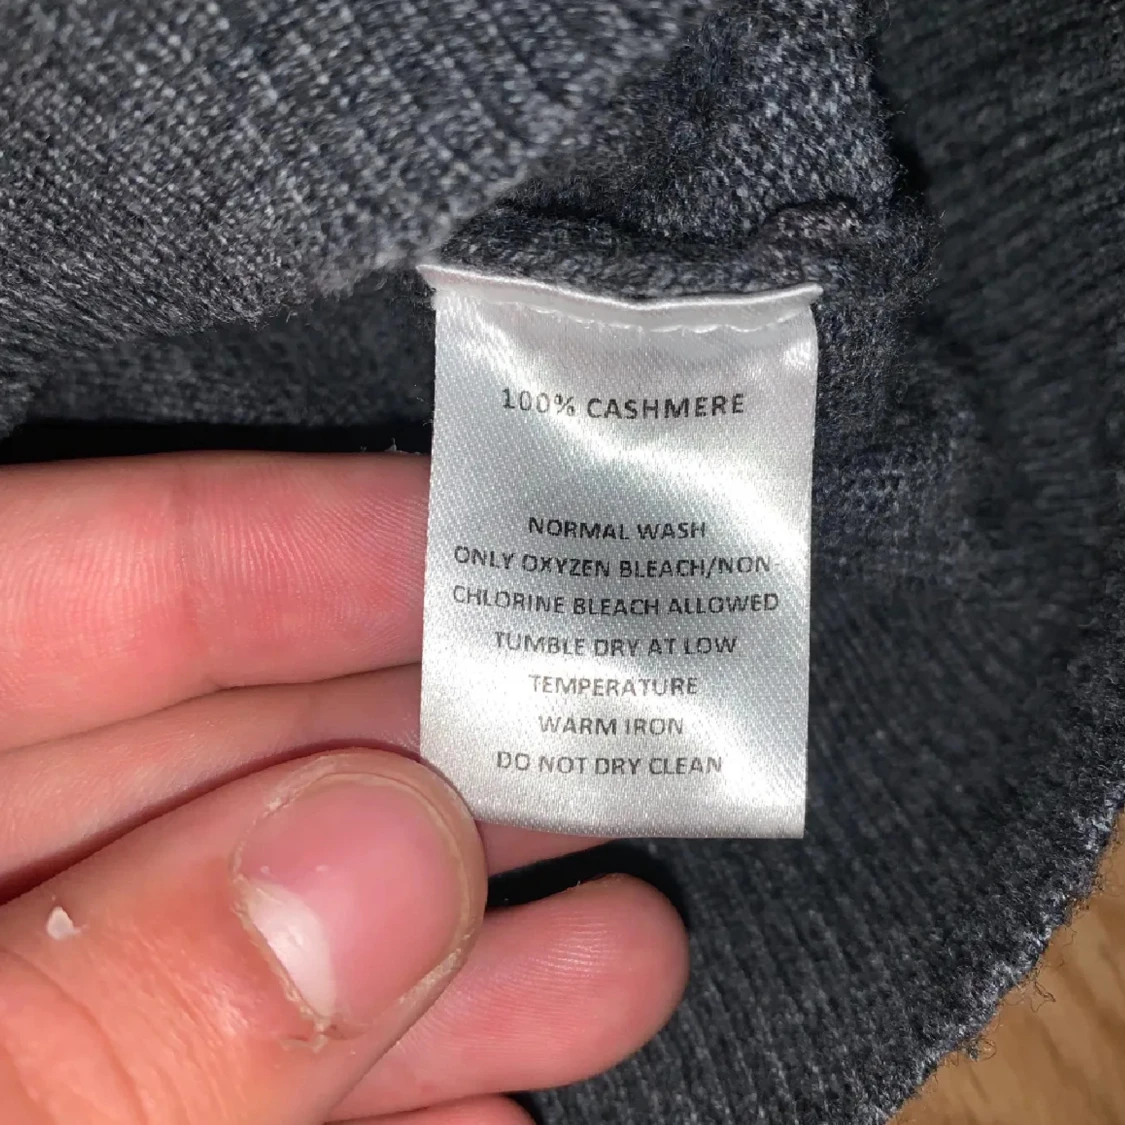 100% CASHMERE
NORMAL WASH
ONLY OXYZEN BLEACH/NON-
CHLORINE BLEACH ALLOWED
TUMBLE DRY AT LOW
TEMPERATURE
WARM IRON
DO NOT DRY CLEAN